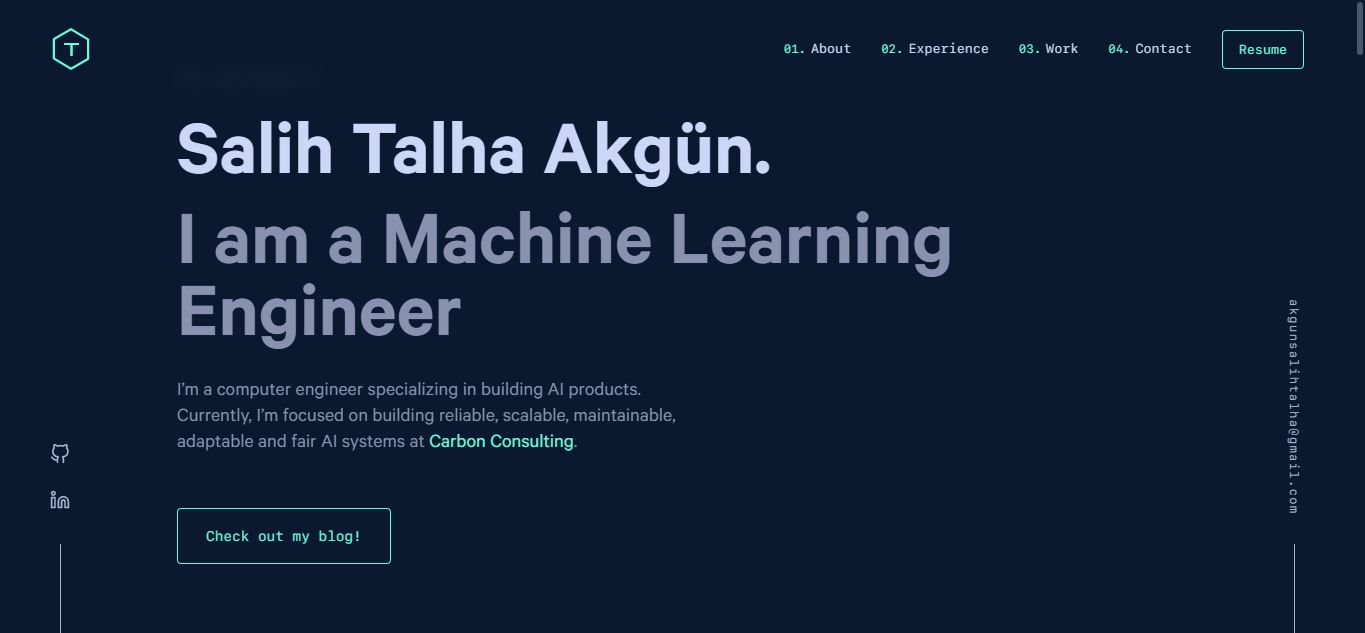 T
01. About 02. Experience 03. Work 04. Contact Resume
Salih Talha Akgün.
I am a Machine Learning
Engineer
I’m a computer engineer specializing in building AI products.
Currently, I’m focused on building reliable, scalable, maintainable,
adaptable and fair AI systems at Carbon Consulting.
Check out my blog!
in
akgunsalihtalha@gmail.com